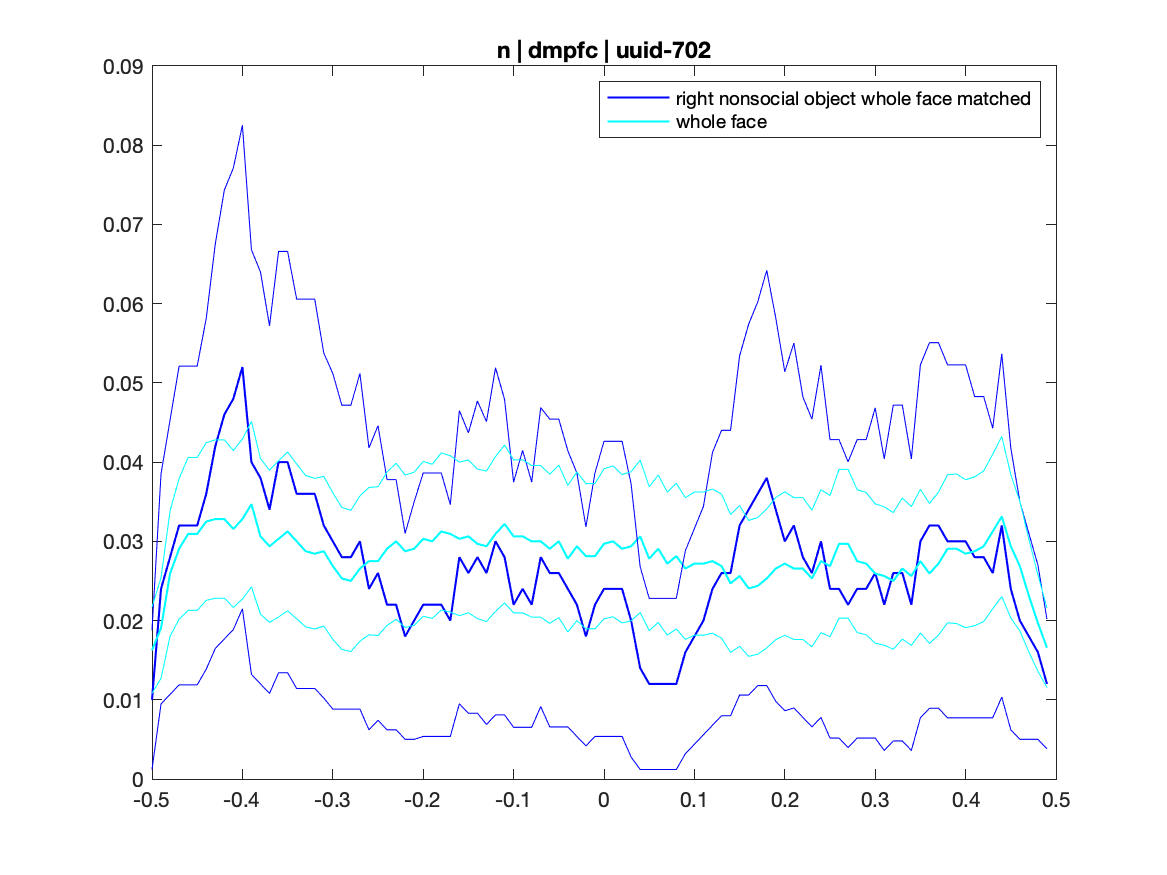 n | dmpfc | uuid-702
right nonsocial object whole face matched
whole face
0.09
0.08
0.07
0.06
0.05
0.04
0.03
0.02
0.01
0
-0.5 -0.4 -0.3 -0.2 -0.1 0 0.1 0.2 0.3 0.4 0.5